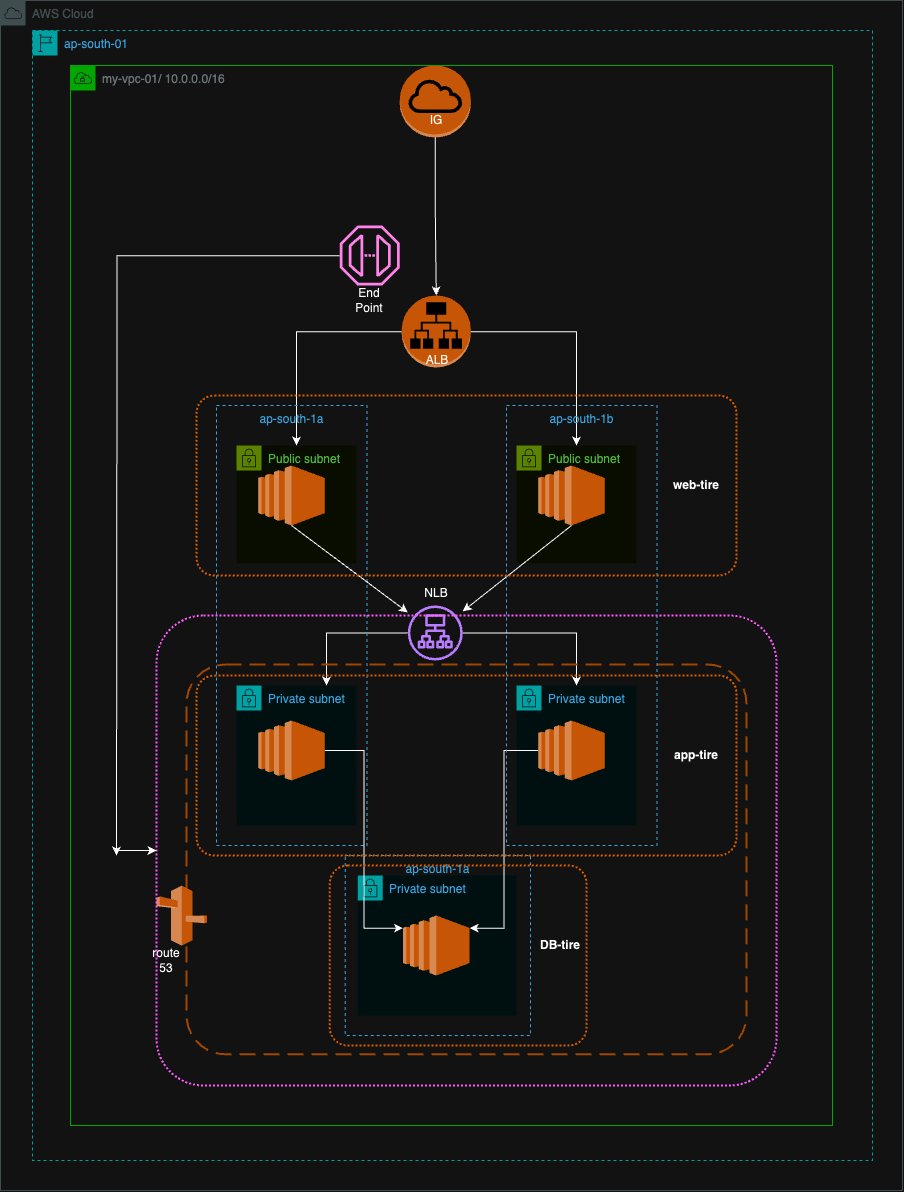 AWS Cloud
ap-south-01
my-vpc-01/ 10.0.0.0/16
IG
End
Point
ALB
ap-south-1a
ap-south-1b
Public subnet
Public subnet
web-tire
NLB
Private subnet
Private subnet
app-tire
ap-south-1a
Private subnet
DB-tire
route
53